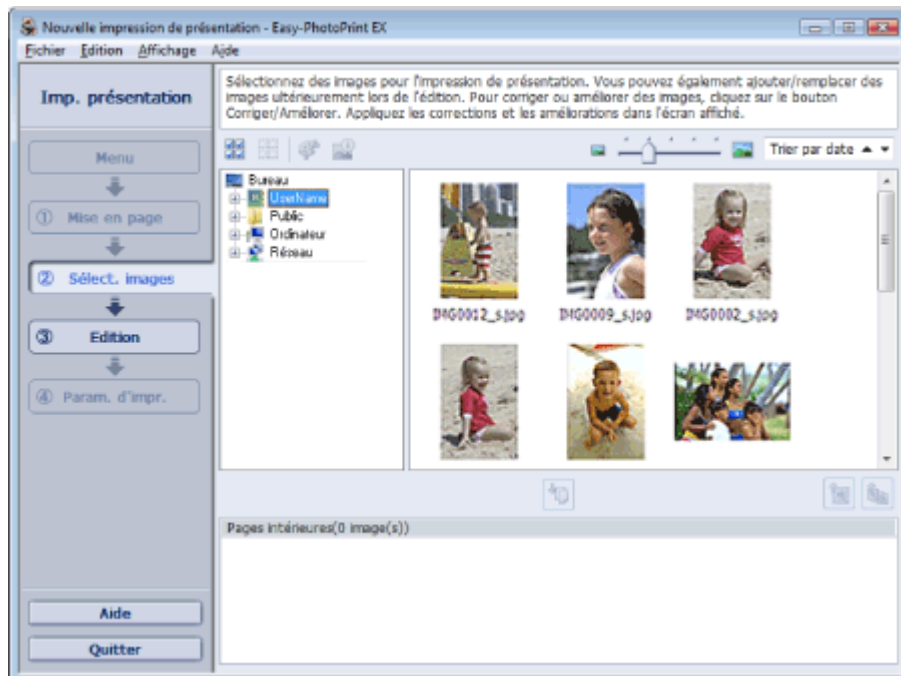 Nouvelle impression de présentation - Easy-PhotoPrint EX
Fichier Edition Affichage Aide
Imp. présentation
Sélectionnez des images pour l'impression de présentation. Vous pouvez également ajouter/remplacer des
images ultérieurement lors de l'édition. Pour corriger ou améliorer des images, cliquez sur le bouton
Corriger/Améliorer. Appliquez les corrections et les améliorations dans l'écran affiché.
Menu
① Mise en page
② Sélect. images
③ Edition
④ Param. d'impr.
Aide
Quitter
Trier par date
Bureau
UserName
Public
Ordinateur
Réseau
IMG0012_s.jpg IMG0009_s.jpg IMG0002_s.jpg
Pages intérieures(0 image(s))